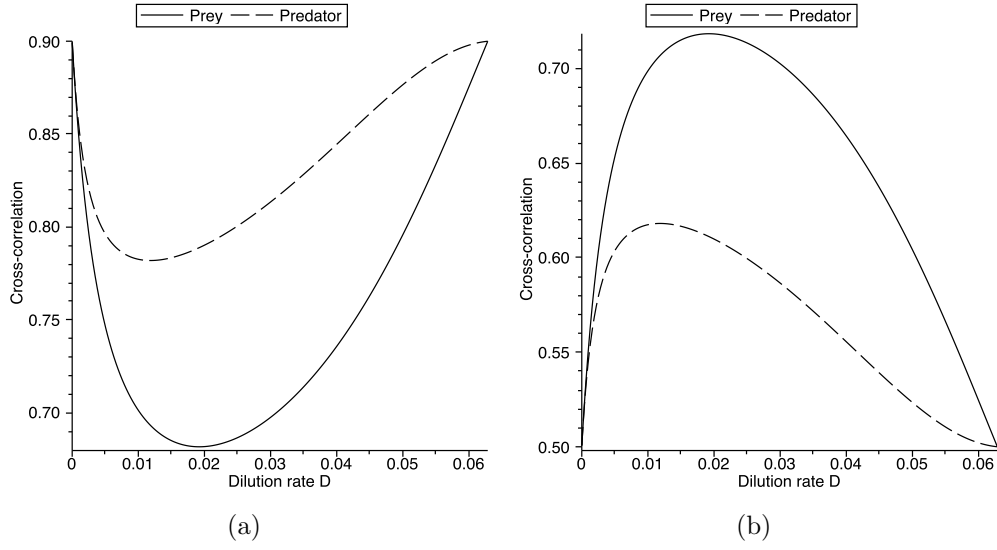 Prey Predator
0.90
0.85
0.80
0.75
0.70
Cross-correlation
0 0.01 0.02 0.03 0.04 0.05 0.06
Dilution rate D
(a)
Prey Predator
0.70
0.65
0.60
0.55
0.50
Cross-correlation
0 0.01 0.02 0.03 0.04 0.05 0.06
Dilution rate D
(b)